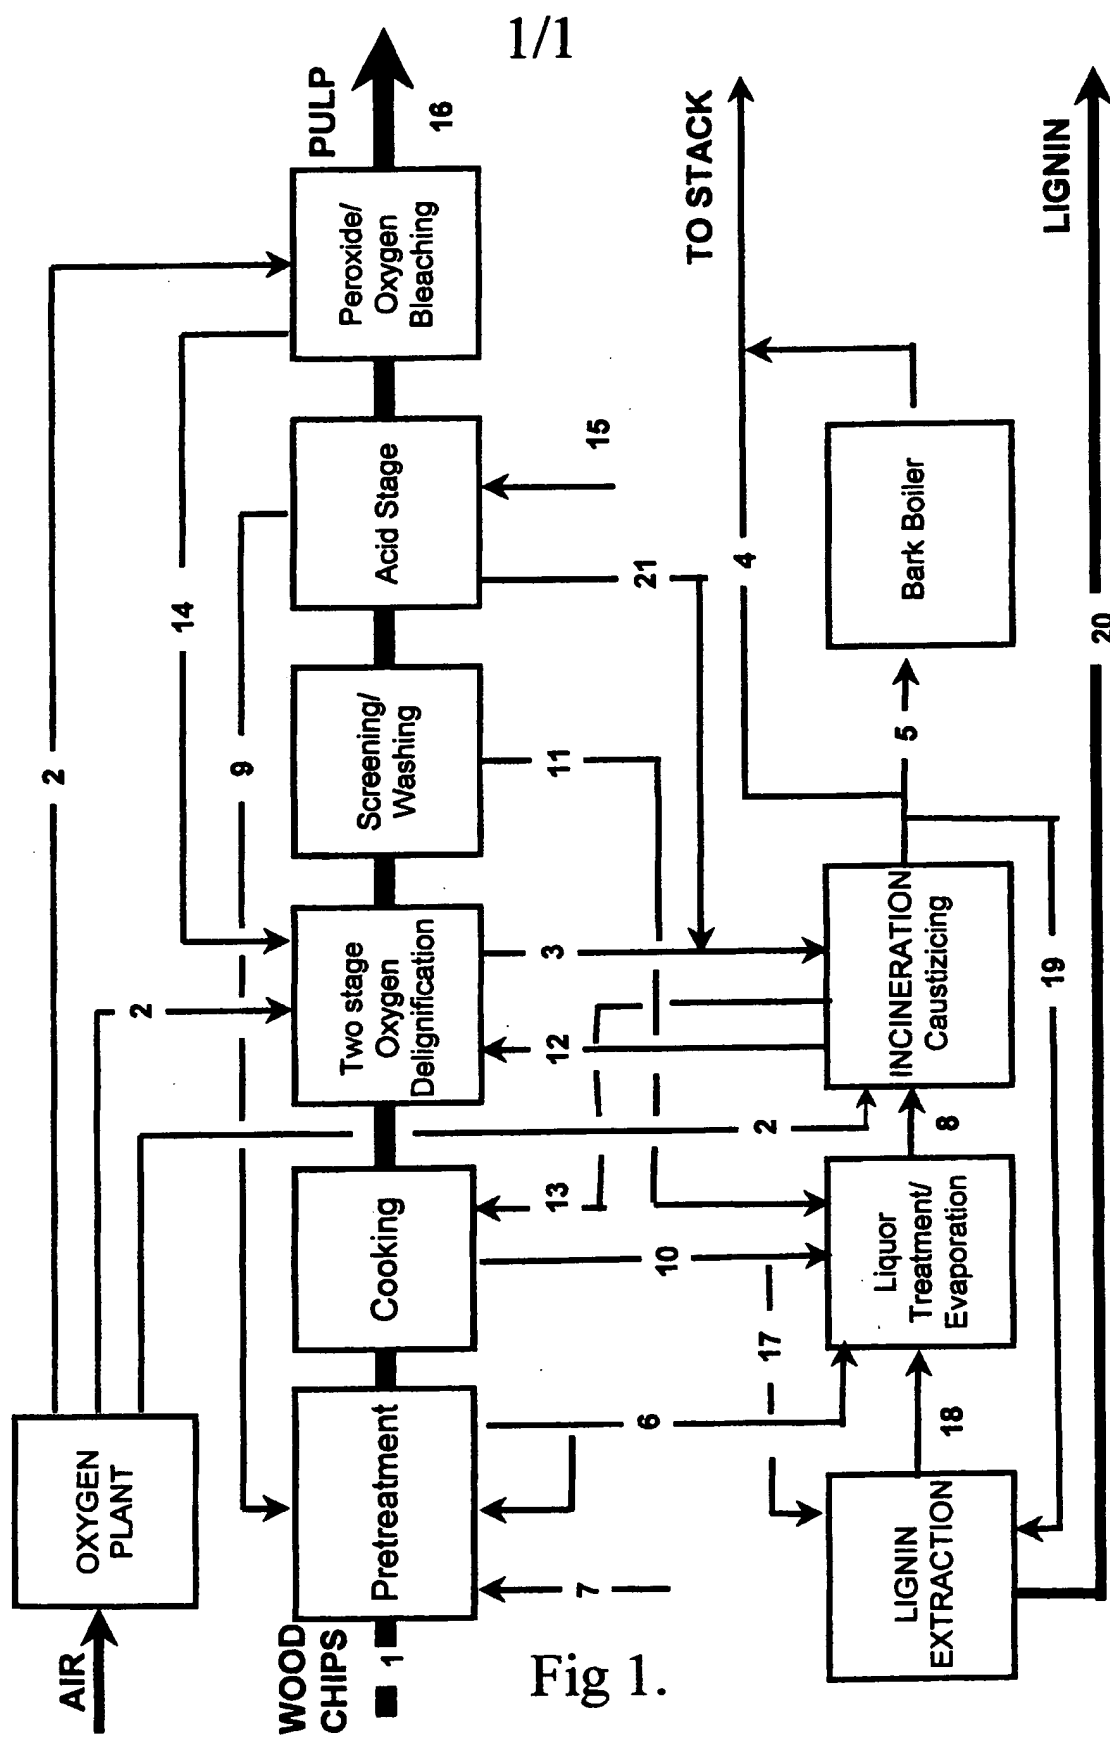 1/1
AIR
OXYGEN
PLANT
2
2
2
14
9
WOOD
CHIPS
1
Pretreatment
Cooking
Two stage
Oxygen
Delignification
Screening/
Washing
Acid Stage
Peroxide/
Oxygen
Bleaching
PULP
16
7
6
10
13
12
3
11
21
15
17
TO STACK
4
LIGNIN
EXTRACTION
18
Liquor
Treatment/
Evaporation
8
INCINERATION
Caustizicing
5
Bark Boiler
19
20
LIGNIN
Fig 1.